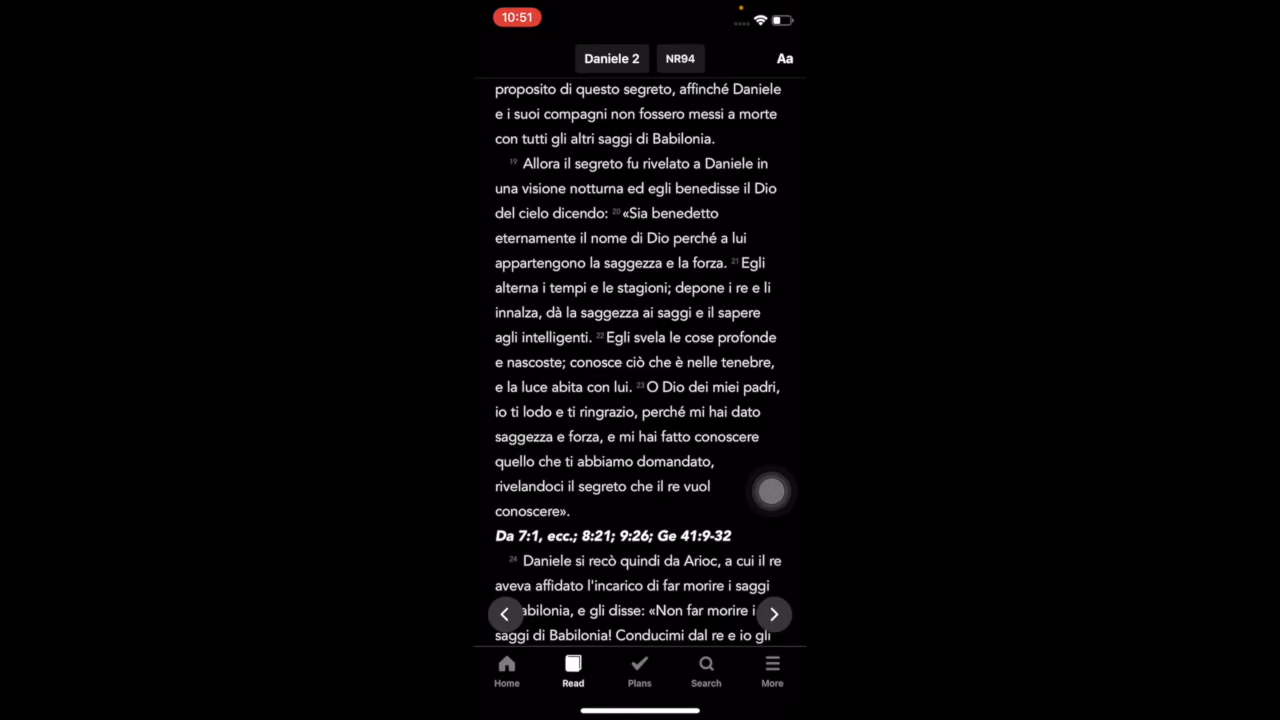 10:51
Daniele 2
NR94
Aa
proposito di questo segreto, affinché Daniele
e i suoi compagni non fossero messi a morte
con tutti gli altri saggi di Babilonia.
19 Allora il segreto fu rivelato a Daniele in
una visione notturna ed egli benedisse il Dio
del cielo dicendo: 20 «Sia benedetto
eternamente il nome di Dio perché a lui
appartengono la saggezza e la forza. 21 Egli
alterna i tempi e le stagioni; depone i re e li
innalza, dà la saggezza ai saggi e il sapere
agli intelligenti. 22 Egli svela le cose profonde
e nascoste; conosce ciò che è nelle tenebre,
e la luce abita con lui. 23 O Dio dei miei padri,
io ti lodo e ti ringrazio, perché mi hai dato
saggezza e forza, e mi hai fatto conoscere
quello che ti abbiamo domandato,
rivelandoci il segreto che il re vuol
conoscere».
Da 7:1, ecc.; 8:21; 9:26; Ge 41:9-32
24 Daniele si recò quindi da Arioc, a cui il re
aveva affidato l'incarico di far morire i saggi
abilonia, e gli disse: «Non far morire i
saggi di Babilonia! Conducimi dal re e io gli
Home
Read
Plans
Search
More